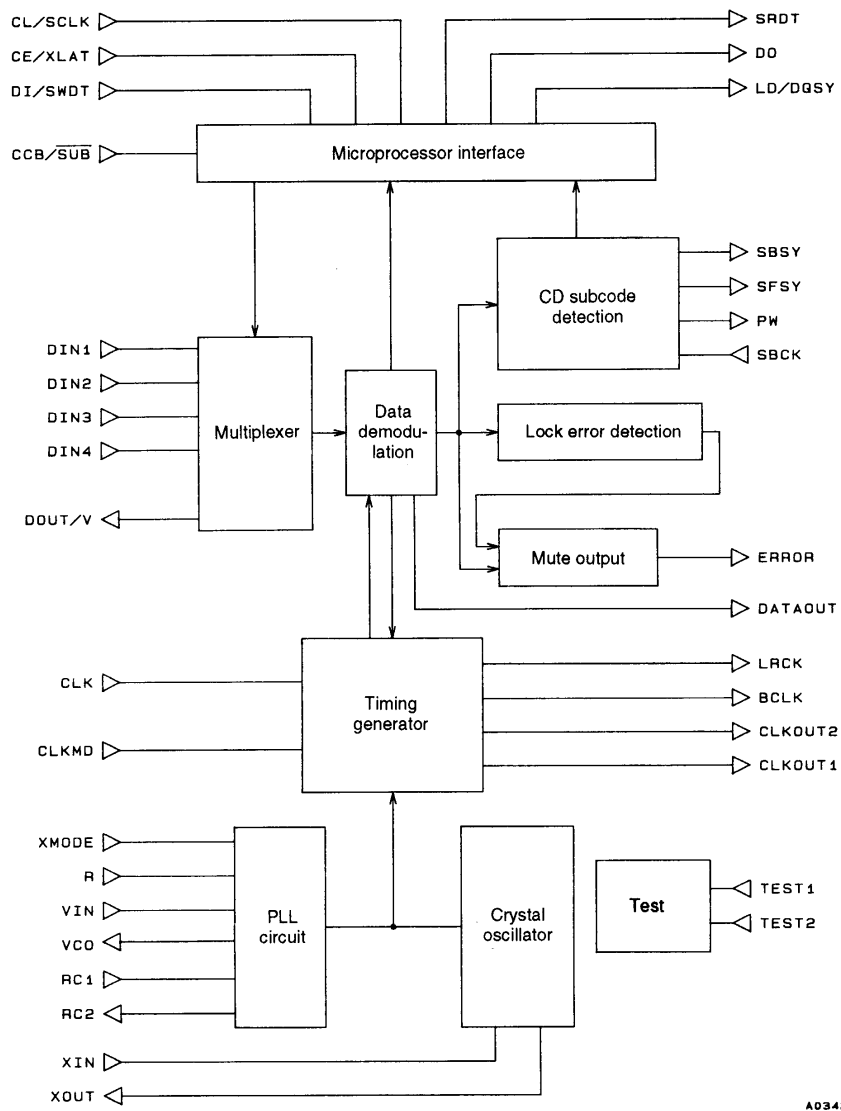 CL/SCLK
SRDT
CE/XLAT
DO
DI/SWDT
LD/DQSY
CCB/SUB
Microprocessor interface
SBSY
SFSY
CD subcode
detection
PW
SBCK
DIN1
DIN2
DIN3
DIN4
DOUT/V
Multiplexer
Data
demodu-
lation
Lock error detection
Mute output
ERROR
DATAOUT
CLK
CLKMD
Timing
generator
LRCK
BCLK
CLKOUT2
CLKOUT1
XMODE
R
VIN
VCO
RC1
RC2
PLL
circuit
Crystal
oscillator
Test
TEST1
TEST2
XIN
XOUT